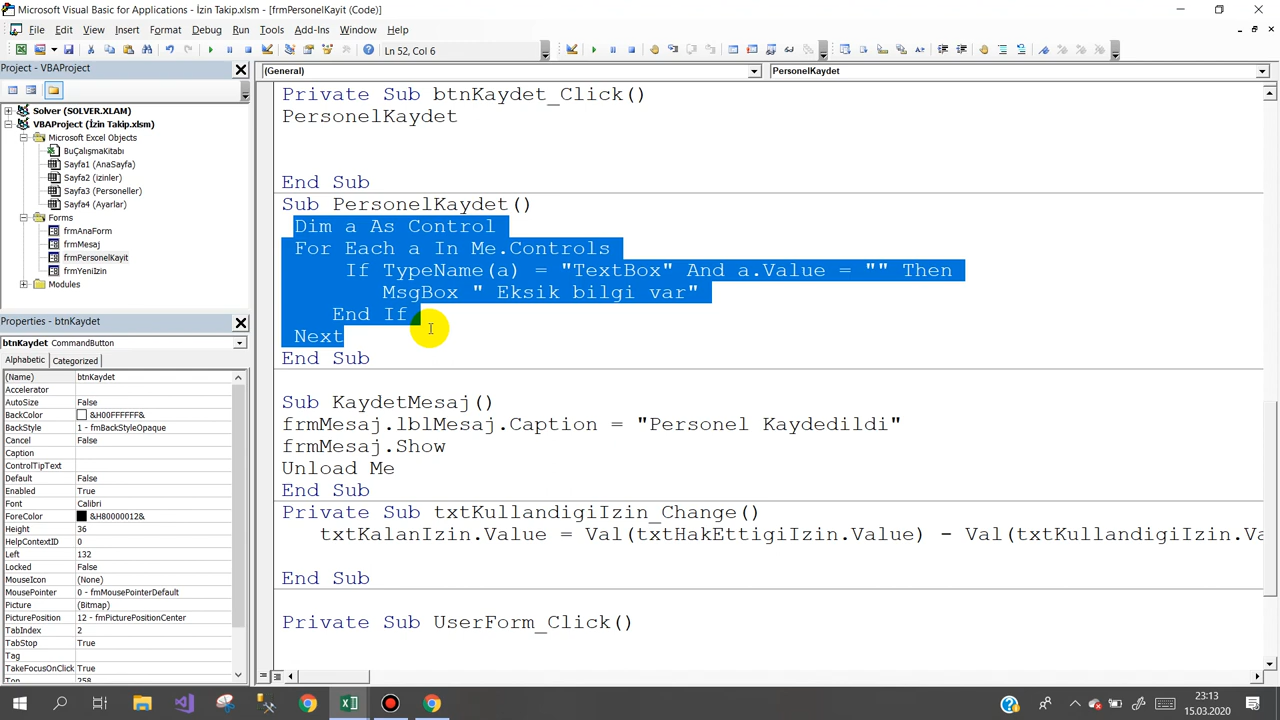 Microsoft Visual Basic for Applications - İzin Takip.xlsm - [frmPersonelKayit (Code)]
File Edit View Insert Format Debug Run Tools Add-Ins Window Help
Ln 52, Col 6
Project - VBAProject
(General) PersonelKaydet
Solver (SOLVER.XLAM)
VBAProject (İzin Takip.xlsm)
Microsoft Excel Objects
BuÇalışmaKitabı
Sayfa1 (AnaSayfa)
Sayfa2 (izinler)
Sayfa3 (Personeller)
Sayfa4 (Ayarlar)
Forms
frmAnaForm
frmMesaj
frmPersonelKayit
frmYeniIzin
Modules
Properties - btnKaydet
btnKaydet CommandButton
Alphabetic Categorized
(Name) btnKaydet
Accelerator
AutoSize False
BackColor &H00FFFFFF&
BackStyle 1 - fmBackStyleOpaque
Cancel False
Caption
ControlTipText
Default False
Enabled True
Font Calibri
ForeColor &H80000012&
Height 36
HelpContextID 0
Left 132
Locked False
MouseIcon (None)
MousePointer 0 - fmMousePointerDefault
Picture (Bitmap)
PicturePosition 12 - fmPicturePositionCenter
TabIndex 2
TabStop True
Tag
TakeFocusOnClick True
Top 258
Private Sub btnKaydet_Click()
PersonelKaydet
End Sub
Sub PersonelKaydet()
Dim a As Control
For Each a In Me.Controls
If TypeName(a) = "TextBox" And a.Value = "" Then
MsgBox " Eksik bilgi var"
End If
Next
End Sub
Sub KaydetMesaj()
frmMesaj.lblMesaj.Caption = "Personel Kaydedildi"
frmMesaj.Show
Unload Me
End Sub
Private Sub txtKullandigiIzin_Change()
txtKalanIzin.Value = Val(txtHakEttigiIzin.Value) - Val(txtKullandigiIzin.Va
End Sub
Private Sub UserForm_Click()
23:13
15.03.2020